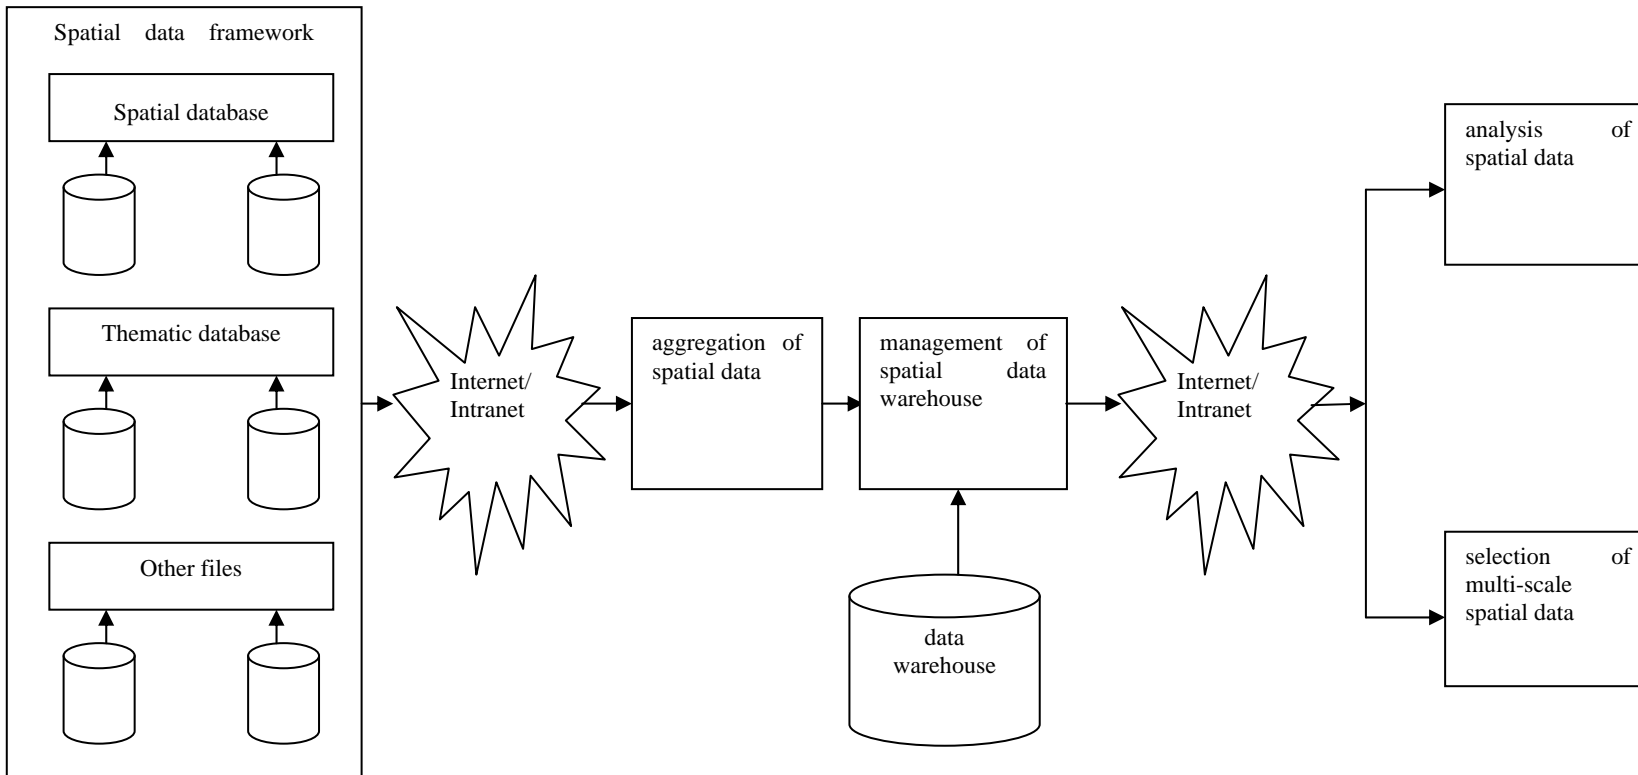 Spatial data framework
Spatial database
Thematic database
Other files
Internet/
Intranet
aggregation of
spatial data
management of
spatial data
warehouse
data
warehouse
Internet/
Intranet
analysis of
spatial data
selection of
multi-scale
spatial data